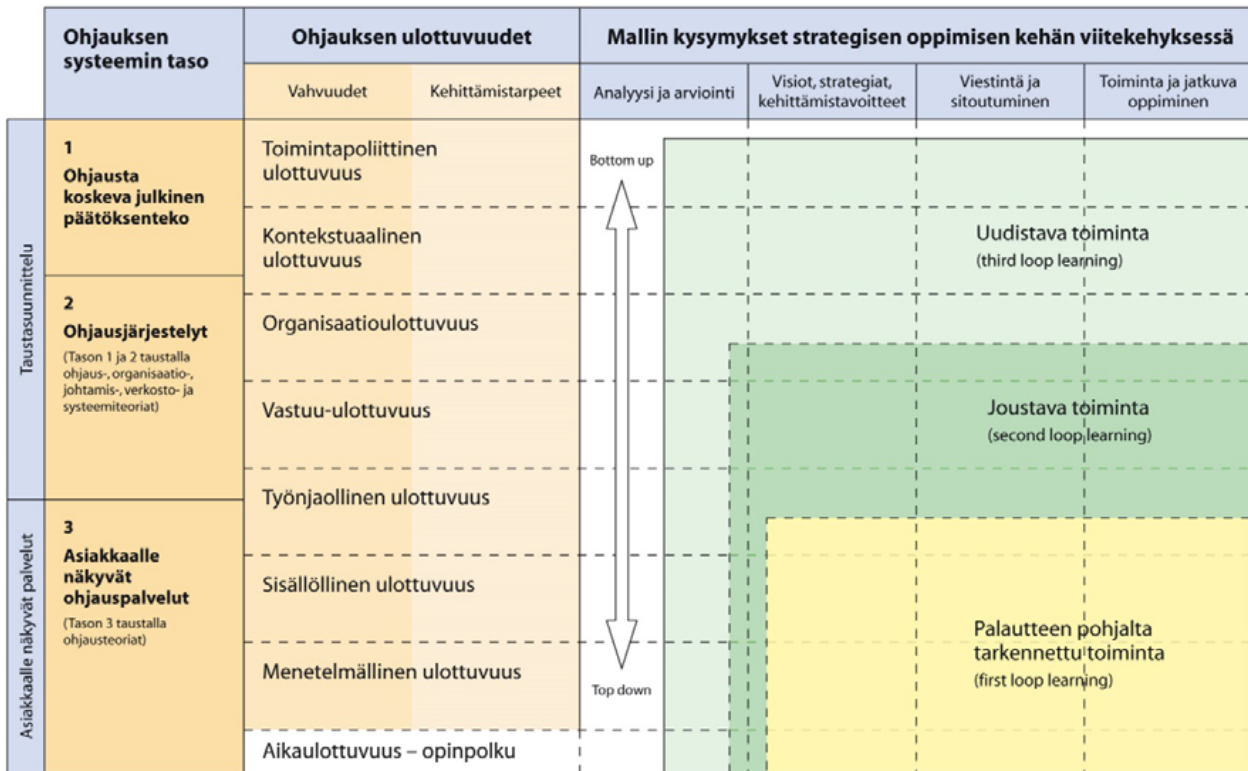 Ohjauksen
systeemin taso
Ohjauksen ulottuvuudet
Mallin kysymykset strategisen oppimisen kehän viitekehyksessä
Vahvuudet
Kehittämistarpeet
Analyysi ja arviointi
Visiot, strategiat,
kehittämistavoitteet
Viestintä ja
sitoutuminen
Toiminta ja jatkuva
oppiminen
Taustasuunnittelu
1
Ohjausta
koskeva julkinen
päätöksenteko
2
Ohjausjärjestelyt
(Tason 1 ja 2 taustalla
ohjaus-, organisaatio-,
johtamis-, verkosto- ja
systeemiteoriat)
Asiakkaalle näkyvät palvelut
3
Asiakkaalle
näkyvät
ohjauspalvelut
(Tason 3 taustalla
ohjausteoriat)
Toimintapoliittinen
ulottuvuus
Kontekstuaalinen
ulottuvuus
Organisaatioulottuvuus
Vastuu-ulottuvuus
Työnjaollinen ulottuvuus
Sisällöllinen ulottuvuus
Menetelmällinen ulottuvuus
Aikaulottuvuus – opinpolku
Bottom up
Top down
Uudistava toiminta
(third loop learning)
Joustava toiminta
(second loop learning)
Palautteen pohjalta
tarkennettu toiminta
(first loop learning)